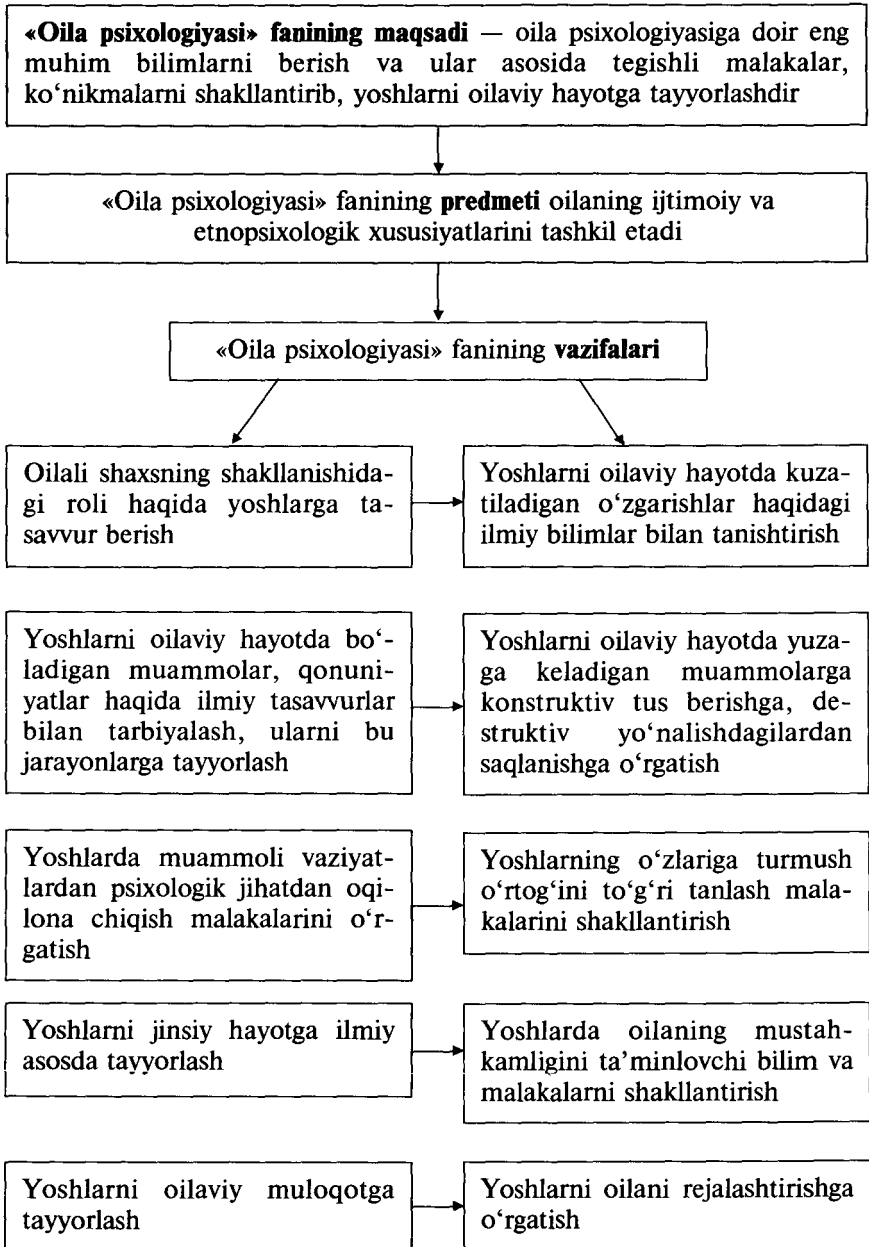 «Oila psixologiyasi» fanining maqsadi — oila psixologiyasiga doir eng
muhim bilimlarni berish va ular asosida tegishli malakalar,
ko‘nikmalarni shakllantirib, yoshlarni oilaviy hayotga tayyorlashdir
«Oila psixologiyasi» fanining predmeti oilaning ijtimoiy va
etnopsixologik xususiyatlarini tashkil etadi
«Oila psixologiyasi» fanining vazifalari
Oilali shaxsning shakllanishida-
gi roli haqida yoshlarga ta-
savvur berish
Yoshlarni oilaviy hayotda kuza-
tiladigan o‘zgarishlar haqidagi
ilmiy bilimlar bilan tanishtirish
Yoshlarni oilaviy hayotda bo‘-
ladigan muammolar, qonuni-
yatlar haqida ilmiy tasavvurlar
bilan tarbiyalash, ularni bu
jarayonlarga tayyorlash
Yoshlarni oilaviy hayotda yuza-
ga keladigan muammolarga
konstruktiv tus berishga, de-
struktiv yo‘nalishdagilardan
saqlanishga o‘rgatish
Yoshlarda muammoli vaziyat-
lardan psixologik jihatdan oqi-
lona chiqish malakalarini o‘r-
gatish
Yoshlarning o‘zlariga turmush
o‘rtog‘ini to‘g‘ri tanlash mala-
kalarini shakllantirish
Yoshlarni jinsiy hayotga ilmiy
asosda tayyorlash
Yoshlarda oilaning mustah-
kamligini ta’minlovchi bilim va
malakalarni shakllantirish
Yoshlarni oilaviy muloqotga
tayyorlash
Yoshlarni oilani rejalashtirishga
o‘rgatish